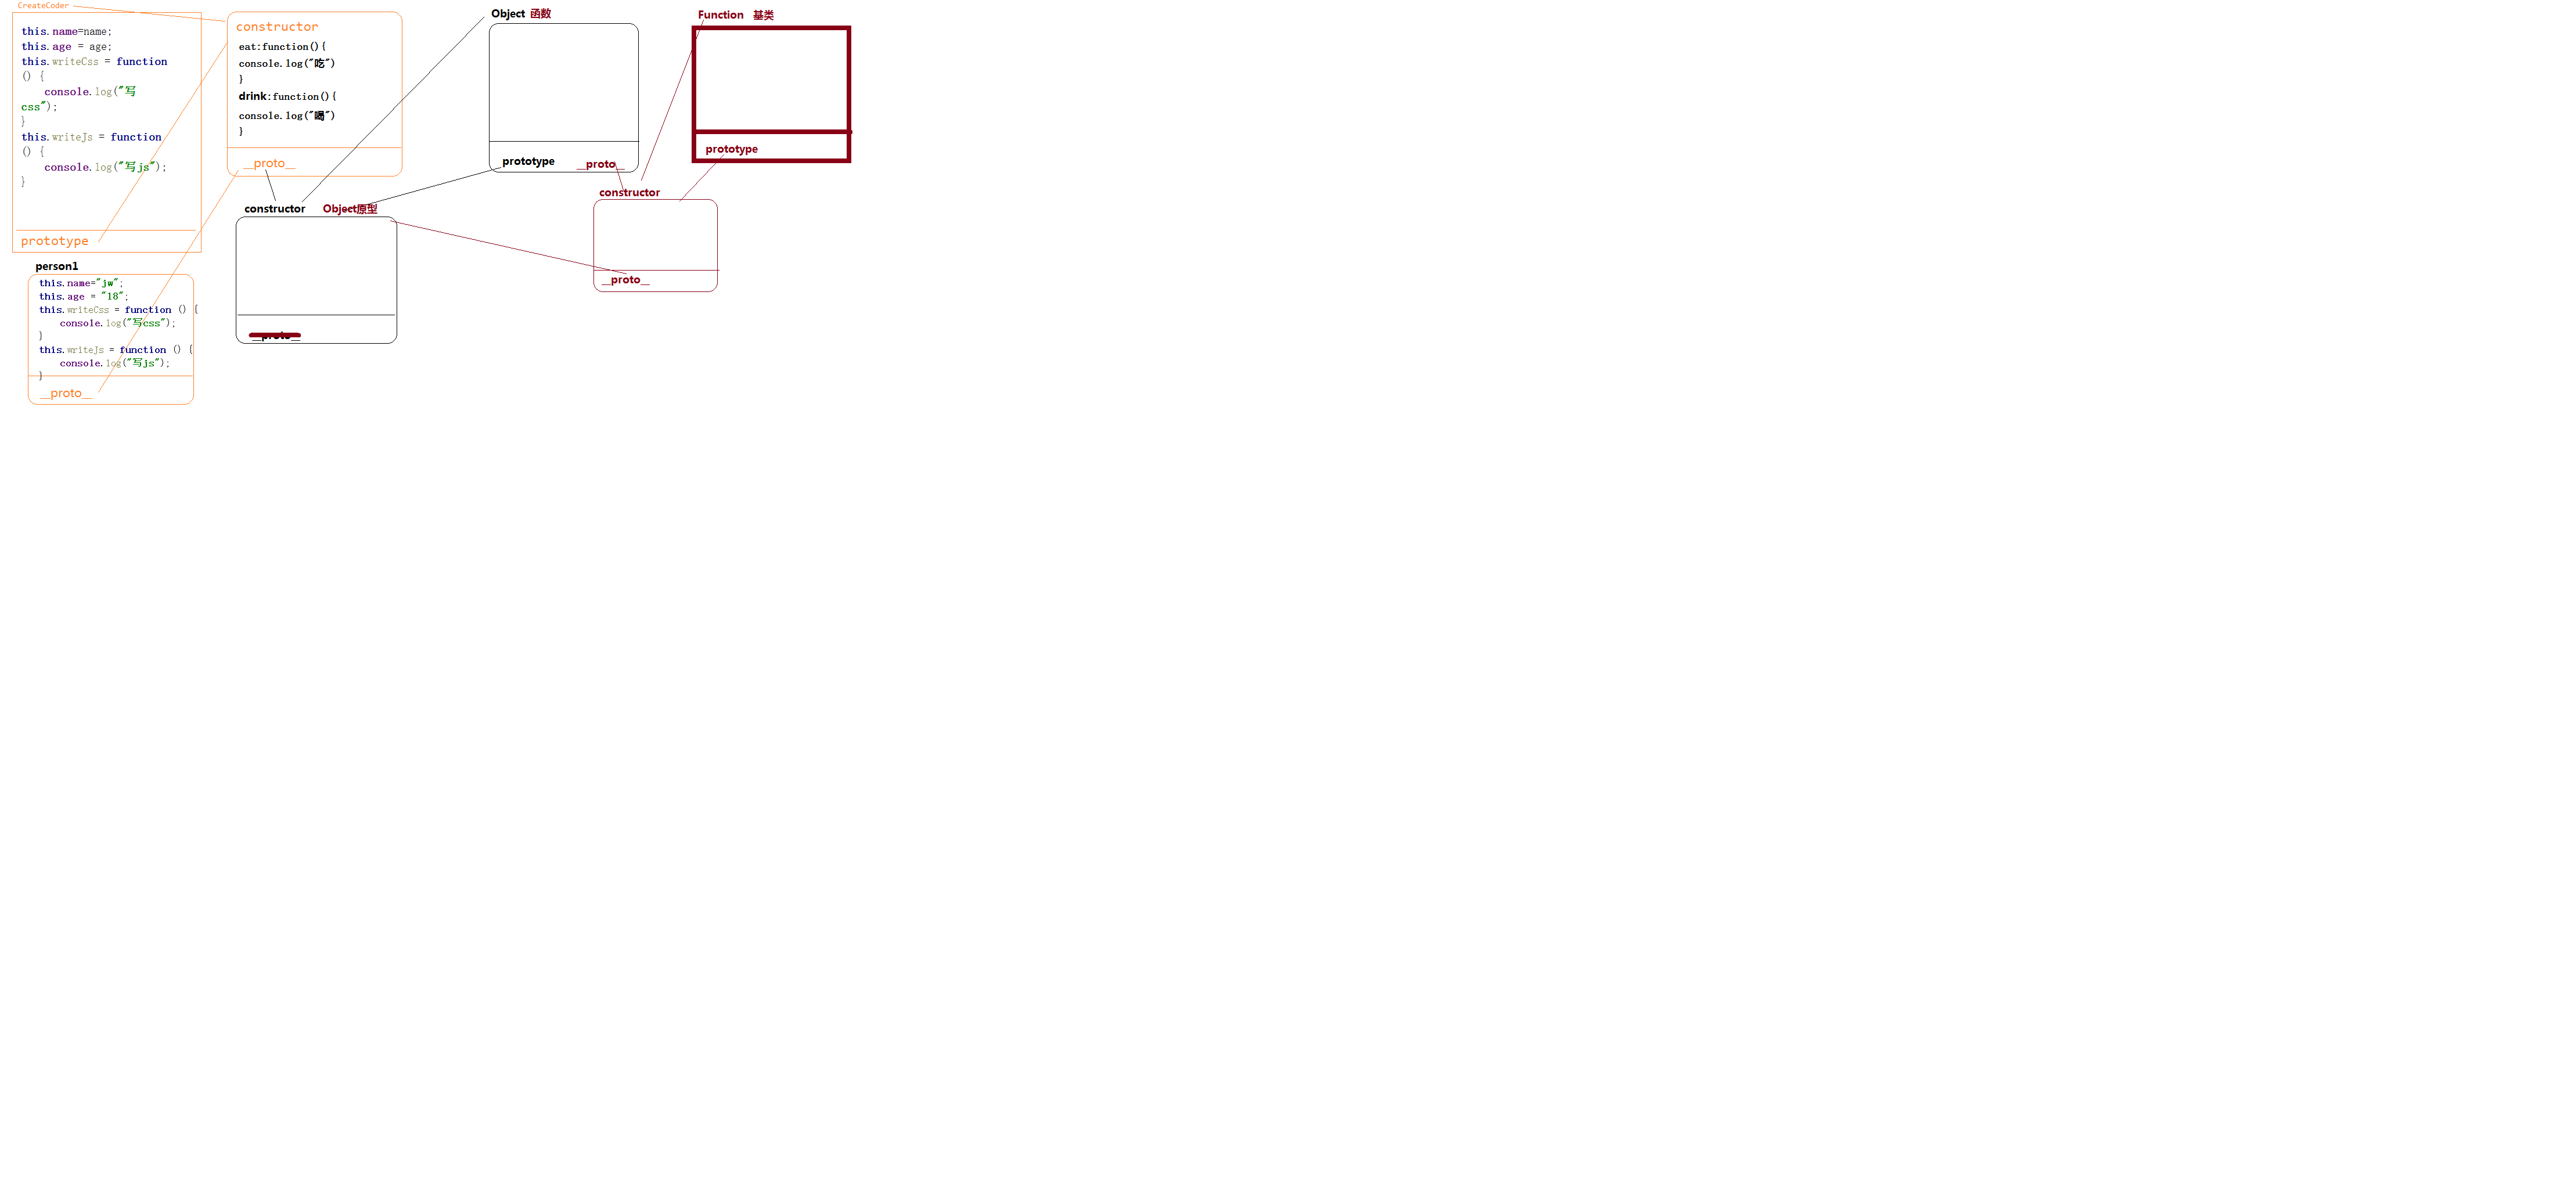 CreateCoder
this.name=name;
this.age = age;
this.writeCss = function
() {
console.log("写
css");
}
this.writeJs = function
() {
console.log("写js");
}
prototype
constructor
eat:function(){
console.log("吃")
}
drink:function(){
console.log("喝")
}
__proto__
Object 函数
prototype __proto__
Function 基类
prototype
constructor
__proto__
constructor Object原型
__proto__
person1
this.name="jw";
this.age = "18";
this.writeCss = function () {
console.log("写css");
}
this.writeJs = function () {
console.log("写js");
}
__proto__